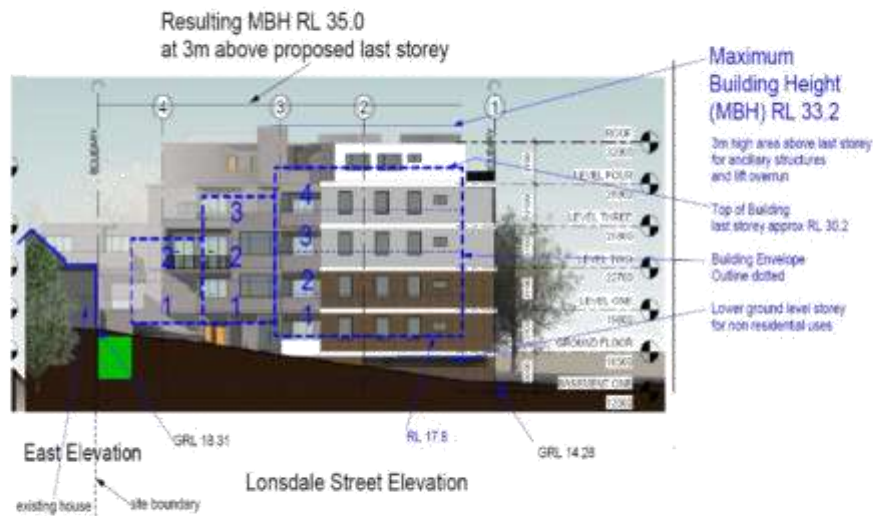 Resulting MBH RL 35.0
at 3m above proposed last storey
Maximum
Building Height
(MBH) RL 33.2
3m high area above last storey
for ancillary structures
and lift overrun
Top of Building
last storey approx RL 30.2
Building Envelope
Outline dotted
Lower ground level storey
for non residential uses
4
3
2
1
BOUNDARY
ROOF
LEVEL FOUR
LEVEL THREE
LEVEL TWO
LEVEL ONE
GROUND FLOOR
BASEMENT ONE
4
3
3
2
2
2
1
1
1
GRL 18.31
RL 17.8
GRL 14.28
East Elevation
Lonsdale Street Elevation
existing house
site boundary